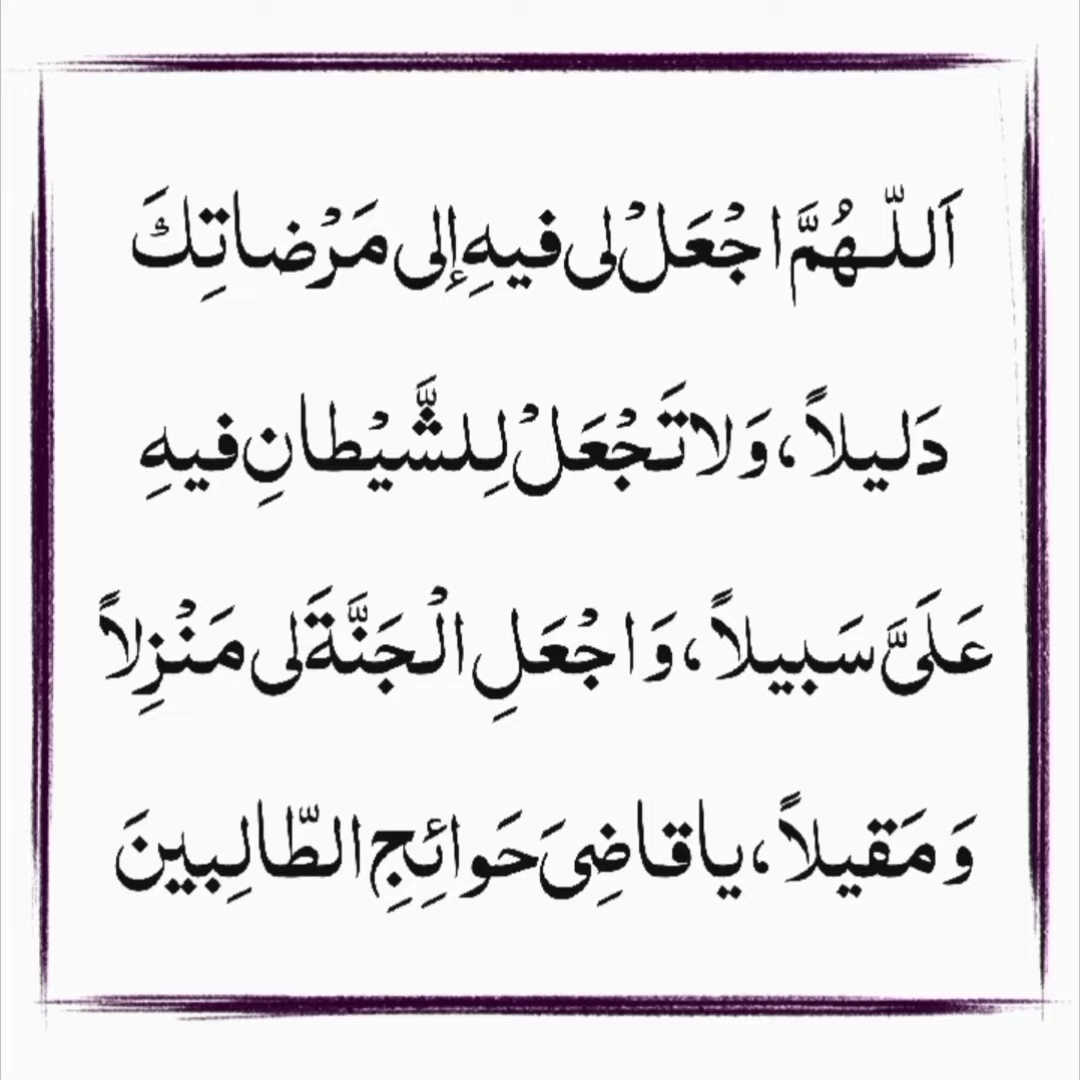 اَللّـهُمَّ اجْعَلْ لى فيهِ إلى مَرْضاتِكَ
دَليلاً، وَلا تَجْعَلْ لِلشَّيْطانِ فيهِ
عَلَىَّ سَبيلاً، وَاجْعَلِ الْجَنَّةَ لى مَنْزِلاً
وَمَقيلاً، يا قاضِىَ حَوائِجِ الطّالِبينَ